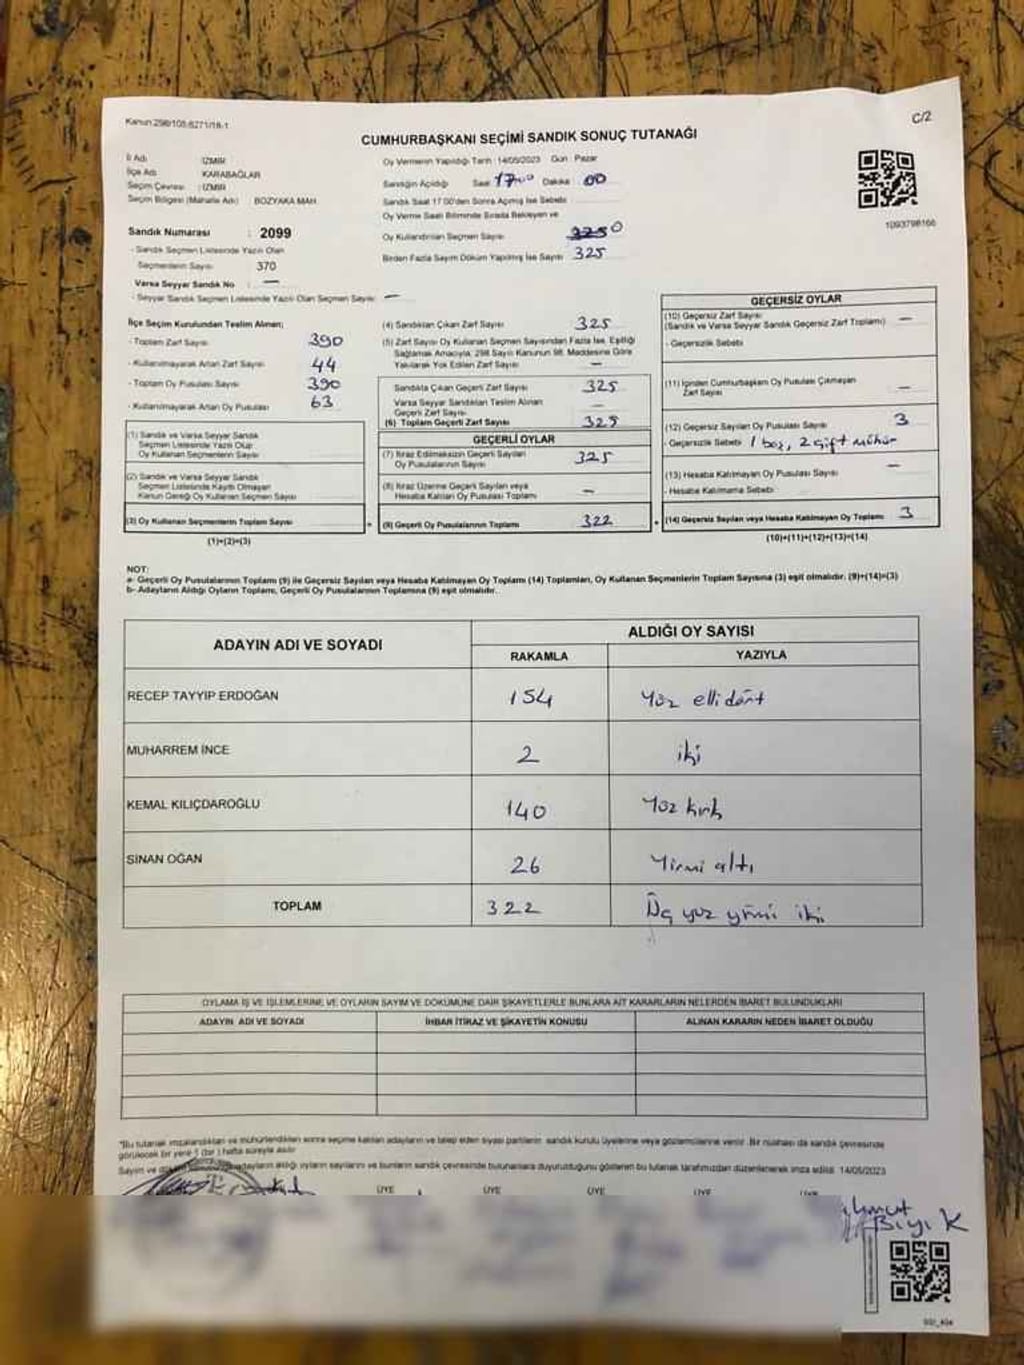 Kanun:298/105-6271/18-1
C/2
CUMHURBAŞKANI SEÇİMİ SANDIK SONUÇ TUTANAĞI
İl Adı : İZMİR
İlçe Adı : KARABAĞLAR
Seçim Çevresi : İZMİR
Seçim Bölgesi (Mahalle Adı) BOZYAKA MAH.
Oy Vermenin Yapıldığı Tarih : 14/05/2023 Gün : Pazar
Sandığın Açıldığı Saat 17:00 Dakika 00
Sandık Saat 17:00'den Sonra Açılmış İse Sebebi
Oy Verme Saati Bitiminde Sırada Bekleyen ve
Oy Kullandırılan Seçmen Sayısı 0
Birden Fazla Sayım Döküm Yapılmış İse Sayısı 325
1093798166
Sandık Numarası : 2099
- Sandık Seçmen Listesinde Yazılı Olan
Seçmenlerin Sayısı 370
Varsa Seyyar Sandık No : —
- Seyyar Sandık Seçmen Listesinde Yazılı Olan Seçmen Sayısı: —
İlçe Seçim Kurulundan Teslim Alınan;
- Toplam Zarf Sayısı 390
- Kullanılmayarak Artan Zarf Sayısı 44
- Toplam Oy Pusulası Sayısı 390
- Kullanılmayarak Artan Oy Pusulası 63
(1) Sandık ve Varsa Seyyar Sandık
Seçmen Listesinde Yazılı Olup
Oy Kullanan Seçmenlerin Sayısı
(2) Sandık ve Varsa Seyyar Sandık
Seçmen Listesinde Kayıtlı Olmayan
Kanun Gereği Oy Kullanan Seçmen Sayısı
(3) Oy Kullanan Seçmenlerin Toplam Sayısı
(1)+(2)=(3)
(4) Sandıktan Çıkan Zarf Sayısı 325
(5) Zarf Sayısı Oy Kullanan Seçmen Sayısından Fazla İse, Eşitliği
Sağlamak Amacıyla; 298 Sayılı Kanunun 98. Maddesine Göre
Yakılarak Yok Edilen Zarf Sayısı —
Sandıkta Çıkan Geçerli Zarf Sayısı 325
Varsa Seyyar Sandıktan Teslim Alınan
Geçerli Zarf Sayısı —
(6) Toplam Geçerli Zarf Sayısı 325
GEÇERLİ OYLAR
(7) İtiraz Edilmeksizin Geçerli Sayılan
Oy Pusulalarının Sayısı 325
(8) İtiraz Üzerine Geçerli Sayılan veya
Hesaba Katılan Oy Pusulası Toplamı —
= (9) Geçerli Oy Pusulalarının Toplamı 322
GEÇERSİZ OYLAR
(10) Geçersiz Zarf Sayısı
(Sandık ve Varsa Seyyar Sandık Geçersiz Zarf Toplamı) —
- Geçersizlik Sebebi
(11) İçinden Cumhurbaşkanı Oy Pusulası Çıkmayan
Zarf Sayısı —
(12) Geçersiz Sayılan Oy Pusulası Sayısı 3
- Geçersizlik Sebebi 1 boş, 2 çift mühür
(13) Hesaba Katılmayan Oy Pusulası Sayısı —
- Hesaba Katılmama Sebebi
+ (14) Geçersiz Sayılan veya Hesaba Katılmayan Oy Toplamı 3
(10)+(11)+(12)+(13)=(14)
NOT:
a- Geçerli Oy Pusulalarının Toplamı (9) ile Geçersiz Sayılan veya Hesaba Katılmayan Oy Toplamı (14) Toplamları, Oy Kullanan Seçmenlerin Toplam Sayısına (3) eşit olmalıdır. (9)+(14)=(3)
b- Adayların Aldığı Oyların Toplamı, Geçerli Oy Pusulalarının Toplamına (9) eşit olmalıdır.
ADAYIN ADI VE SOYADI
ALDIĞI OY SAYISI
RAKAMLA YAZIYLA
RECEP TAYYİP ERDOĞAN 154 Yüz elli dört
MUHARREM İNCE 2 iki
KEMAL KILIÇDAROĞLU 140 Yüz kırk
SİNAN OĞAN 26 Yirmi altı
TOPLAM 322 Üç yüz yirmi iki
OYLAMA İŞ VE İŞLEMLERİNE VE OYLARIN SAYIM VE DÖKÜMÜNE DAİR ŞİKAYETLERLE BUNLARA AİT KARARLARIN NELERDEN İBARET BULUNDUKLARI
ADAYIN ADI VE SOYADI İHBAR İTİRAZ VE ŞİKAYETİN KONUSU ALINAN KARARIN NEDEN İBARET OLDUĞU
*Bu tutanak imzalandıktan ve mühürlendikten sonra seçime katılan adayların ve talep eden siyasi partilerin sandık kurulu üyelerine veya gözlemcilerine verilir. Bir nüshası da sandık çevresinde
görülecek bir yere 1 (bir ) hafta süreyle asılır.
adayların aldığı oyların sayılarını ve bunların sandık çevresinde bulunanlara duyurulduğunu gösteren bu tutanak tarafımızdan düzenlenerek imza edildi. 14/05/2023
ÜYE ÜYE ÜYE ÜYE
Bıyık